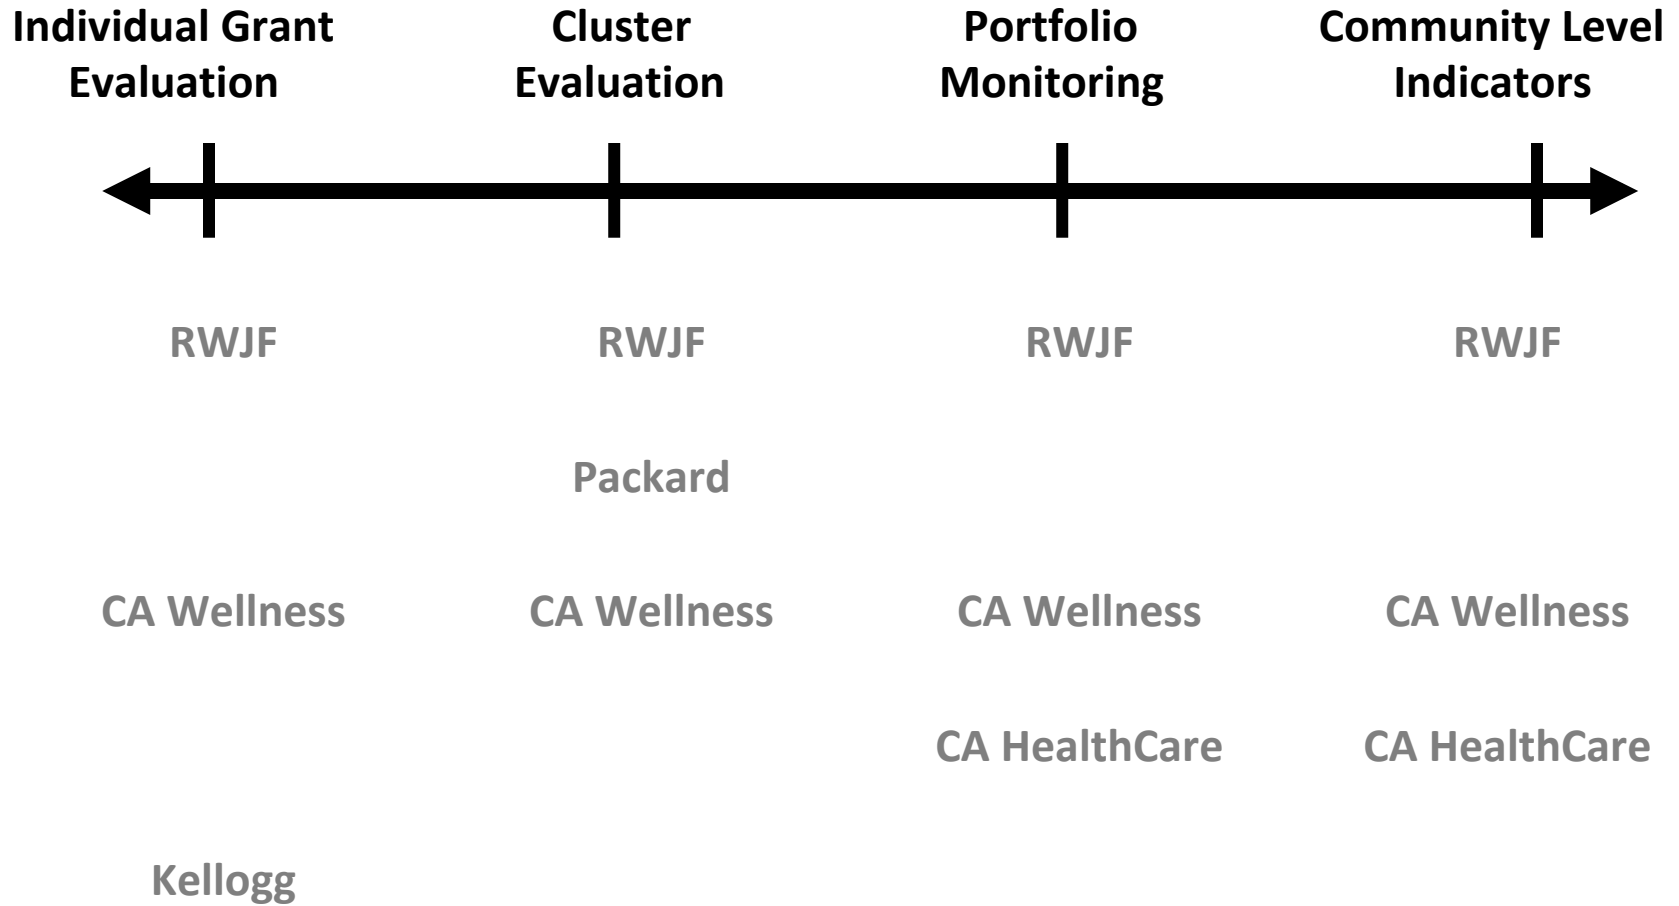 Individual Grant
Evaluation
Cluster
Evaluation
Portfolio
Monitoring
Community Level
Indicators
RWJF
RWJF
RWJF
RWJF
Packard
CA Wellness
CA Wellness
CA Wellness
CA Wellness
CA HealthCare
CA HealthCare
Kellogg